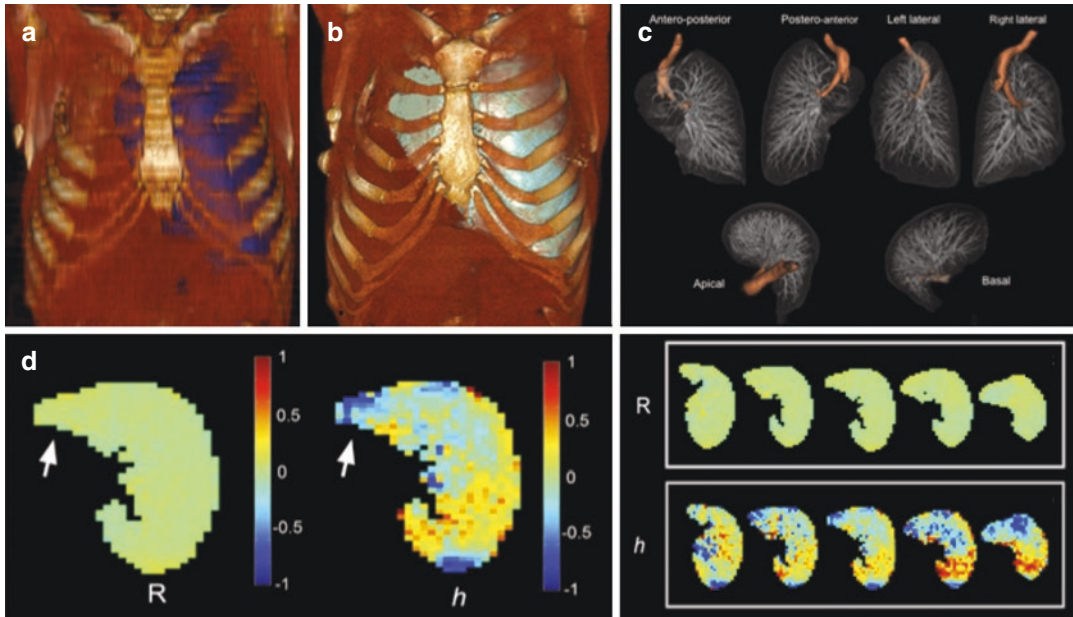 a
b
c
Antero-posterior
Postero-anterior
Left lateral
Right lateral
Apical
Basal
d
1
0.5
0
-0.5
-1
R
1
0.5
0
-0.5
-1
h
R
h